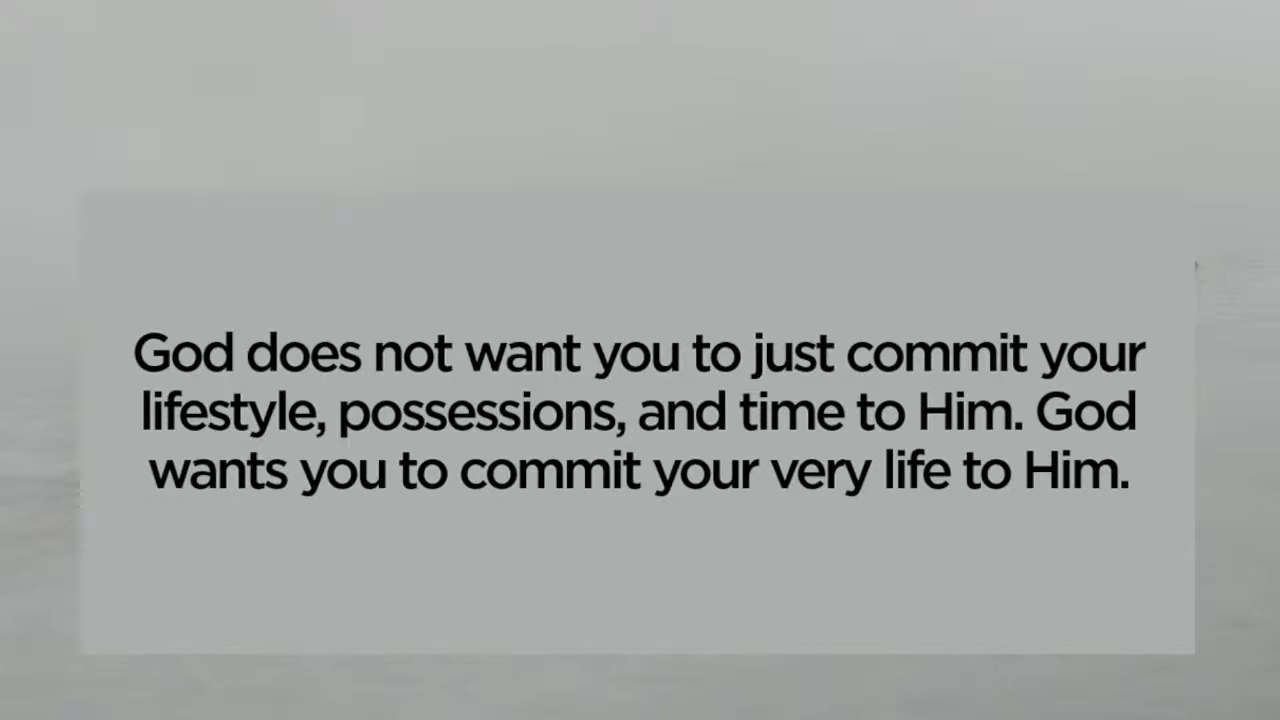 God does not want you to just commit your
lifestyle, possessions, and time to Him. God
wants you to commit your very life to Him.